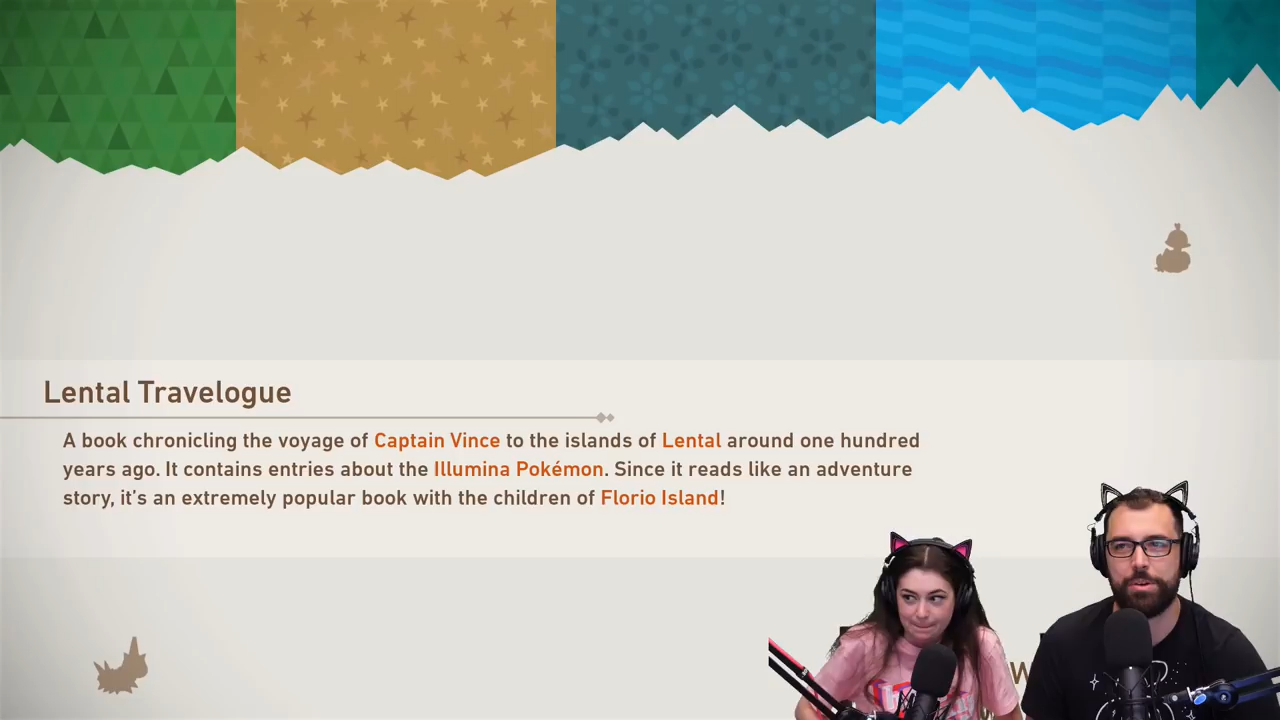 Lental Travelogue
A book chronicling the voyage of Captain Vince to the islands of Lental around one hundred
years ago. It contains entries about the Illumina Pokémon. Since it reads like an adventure
story, it's an extremely popular book with the children of Florio Island!